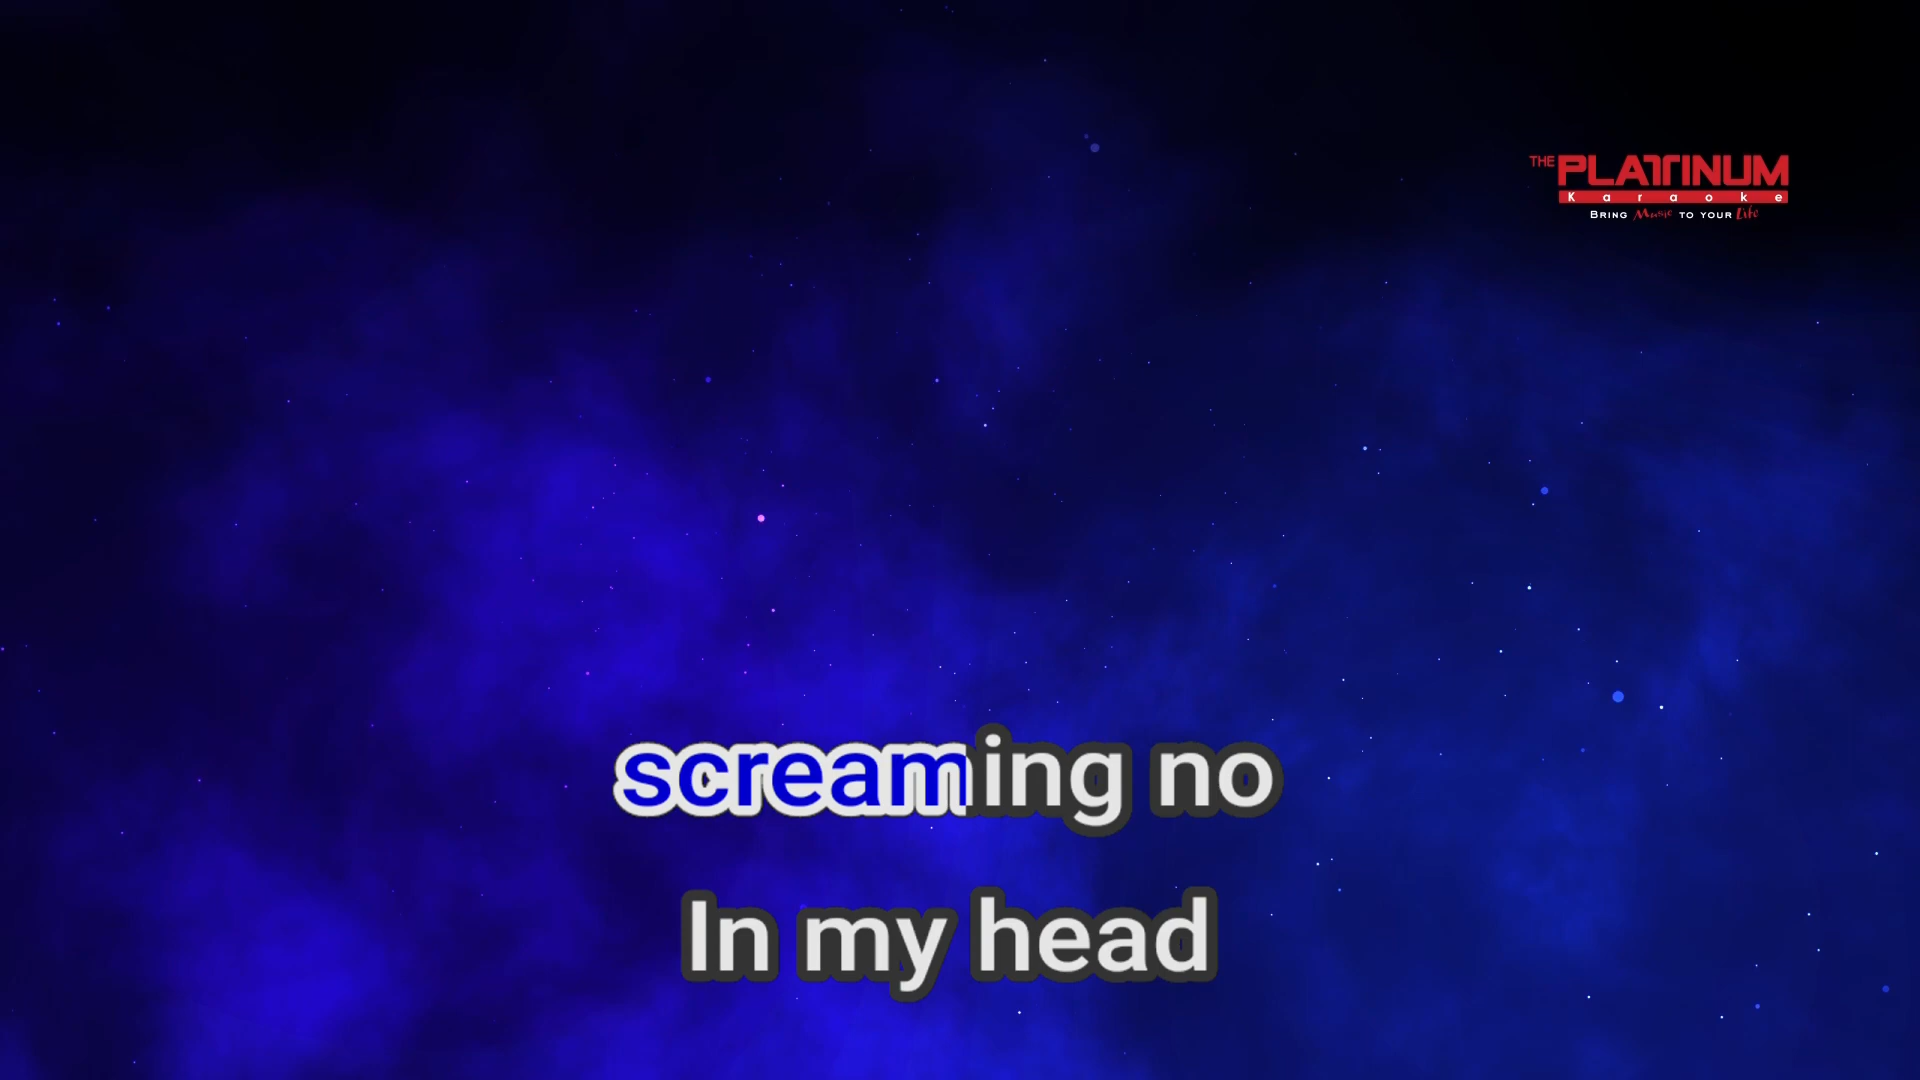 THE PLATINUM
Karaoke
BRING Music TO YOUR Life
screaming no
In my head